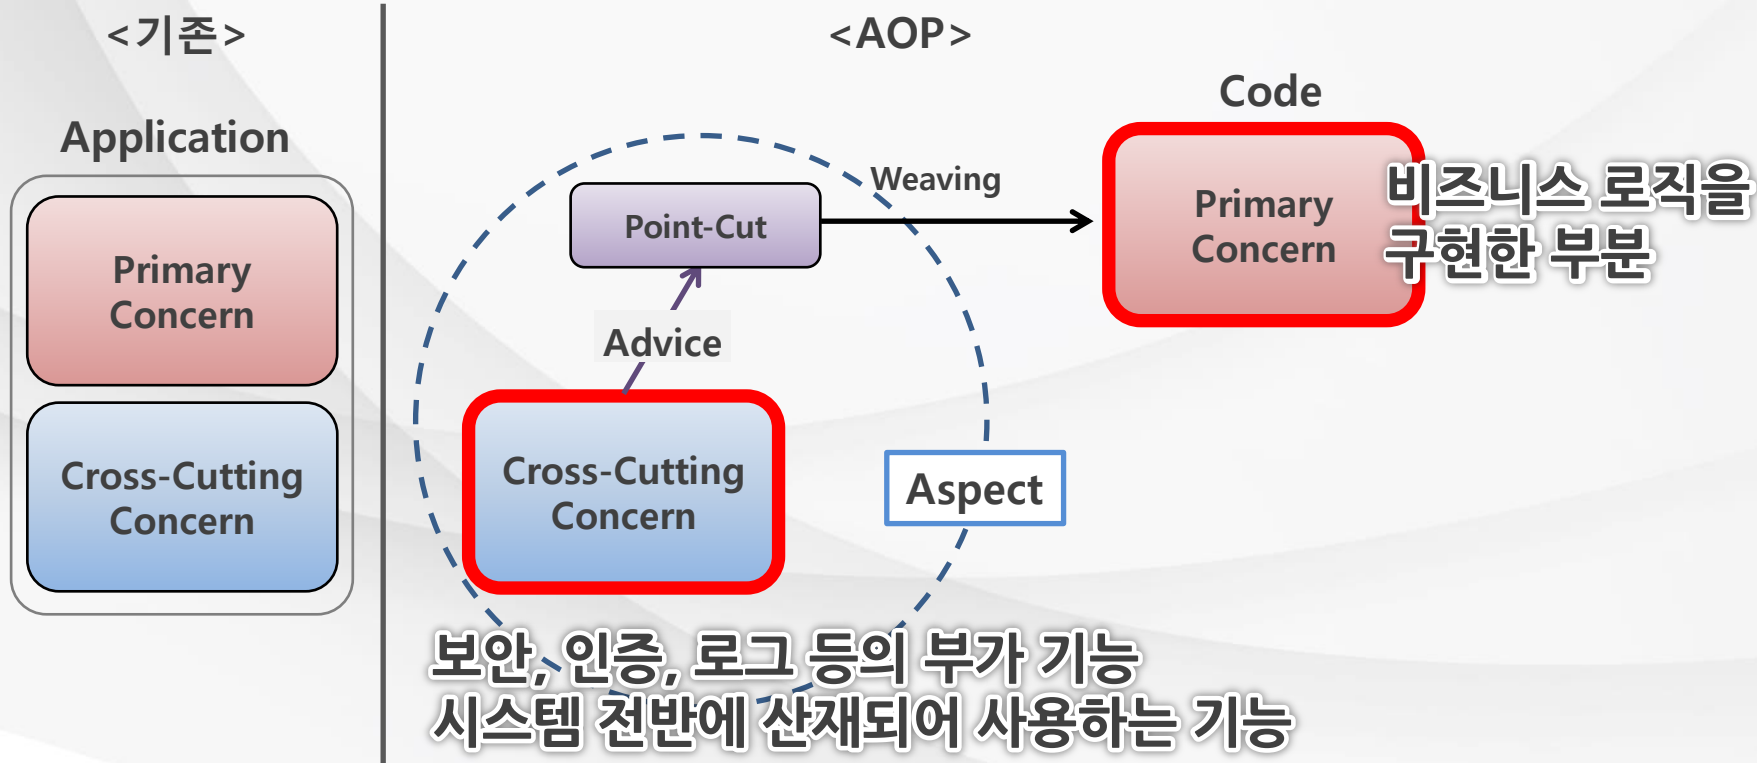 <기존>
Application
Primary
Concern
Cross-Cutting
Concern
<AOP>
Code
Weaving
Point-Cut
Primary
Concern
비즈니스 로직을
구현한 부분
Advice
Cross-Cutting
Concern
Aspect
보안, 인증, 로그 등의 부가 기능
시스템 전반에 산재되어 사용하는 기능